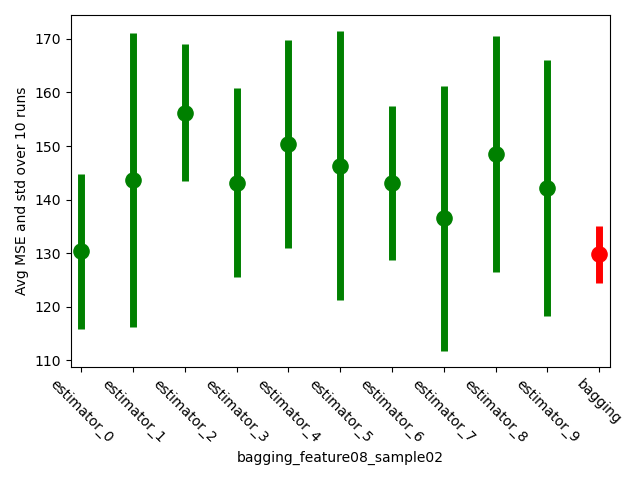 Avg MSE and std over 10 runs
170
160
150
140
130
120
110
estimator_0
estimator_1
estimator_2
estimator_3
estimator_4
estimator_5
estimator_6
estimator_7
estimator_8
estimator_9
bagging
bagging_feature08_sample02